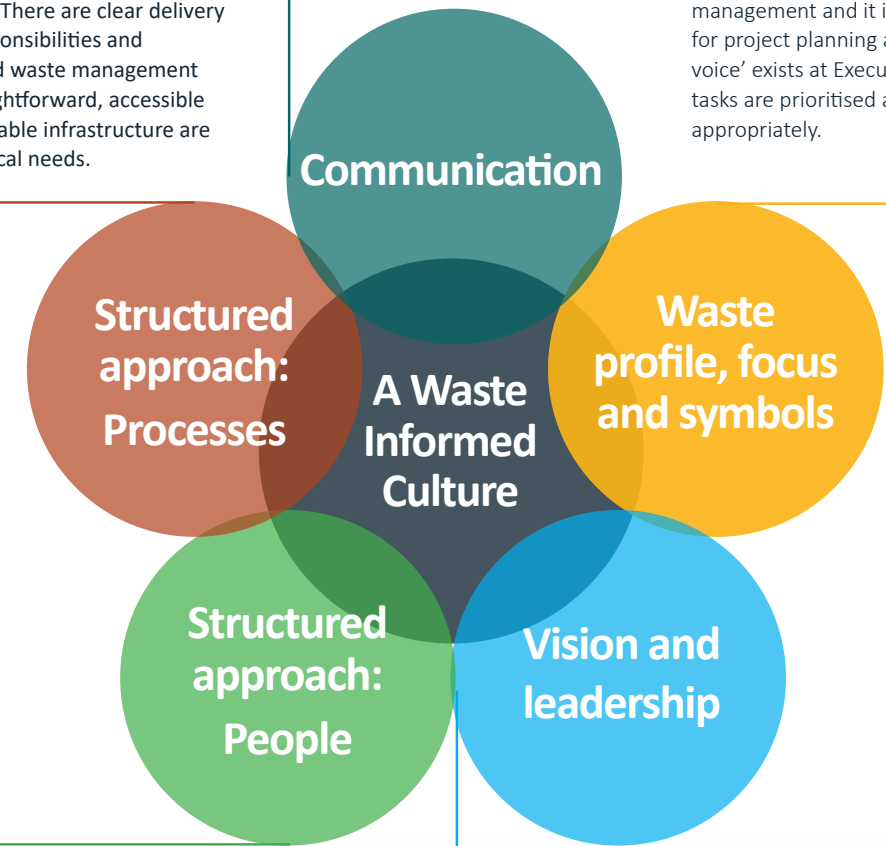 There are clear delivery
onsibilities and
d waste management
ghtforward, accessible
able infrastructure are
cal needs.
management and it i
for project planning a
voice’ exists at Execu
tasks are prioritised a
appropriately.
Communication
Structured
approach:
Processes
Waste
profile, focus
and symbols
A Waste
Informed
Culture
Structured
approach:
People
Vision and
leadership